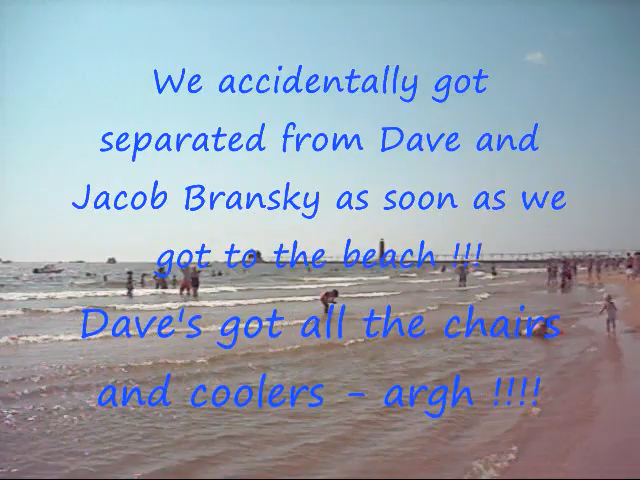 We accidentally got
separated from Dave and
Jacob Bransky as soon as we
got to the beach !!!
Dave's got all the chairs
and coolers - argh !!!!